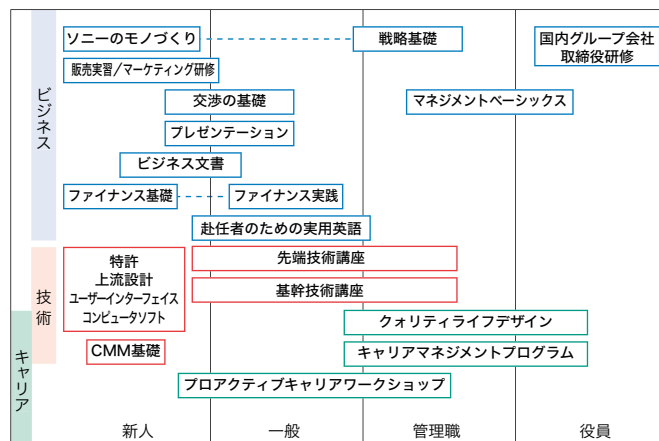 ソニーのモノづくり
戦略基礎
国内グループ会社
取締役研修
販売実習/マーケティング研修
交渉の基礎
マネジメントベーシックス
プレゼンテーション
ビジネス文書
ファイナンス基礎
ファイナンス実践
赴任者のための実用英語
ビジネス
特許
上流設計
ユーザーインターフェイス
コンピュータソフト
先端技術講座
基幹技術講座
CMM基礎
技術
クォリティライフデザイン
キャリアマネジメントプログラム
プロアクティブキャリアワークショップ
キャリア
新人
一般
管理職
役員